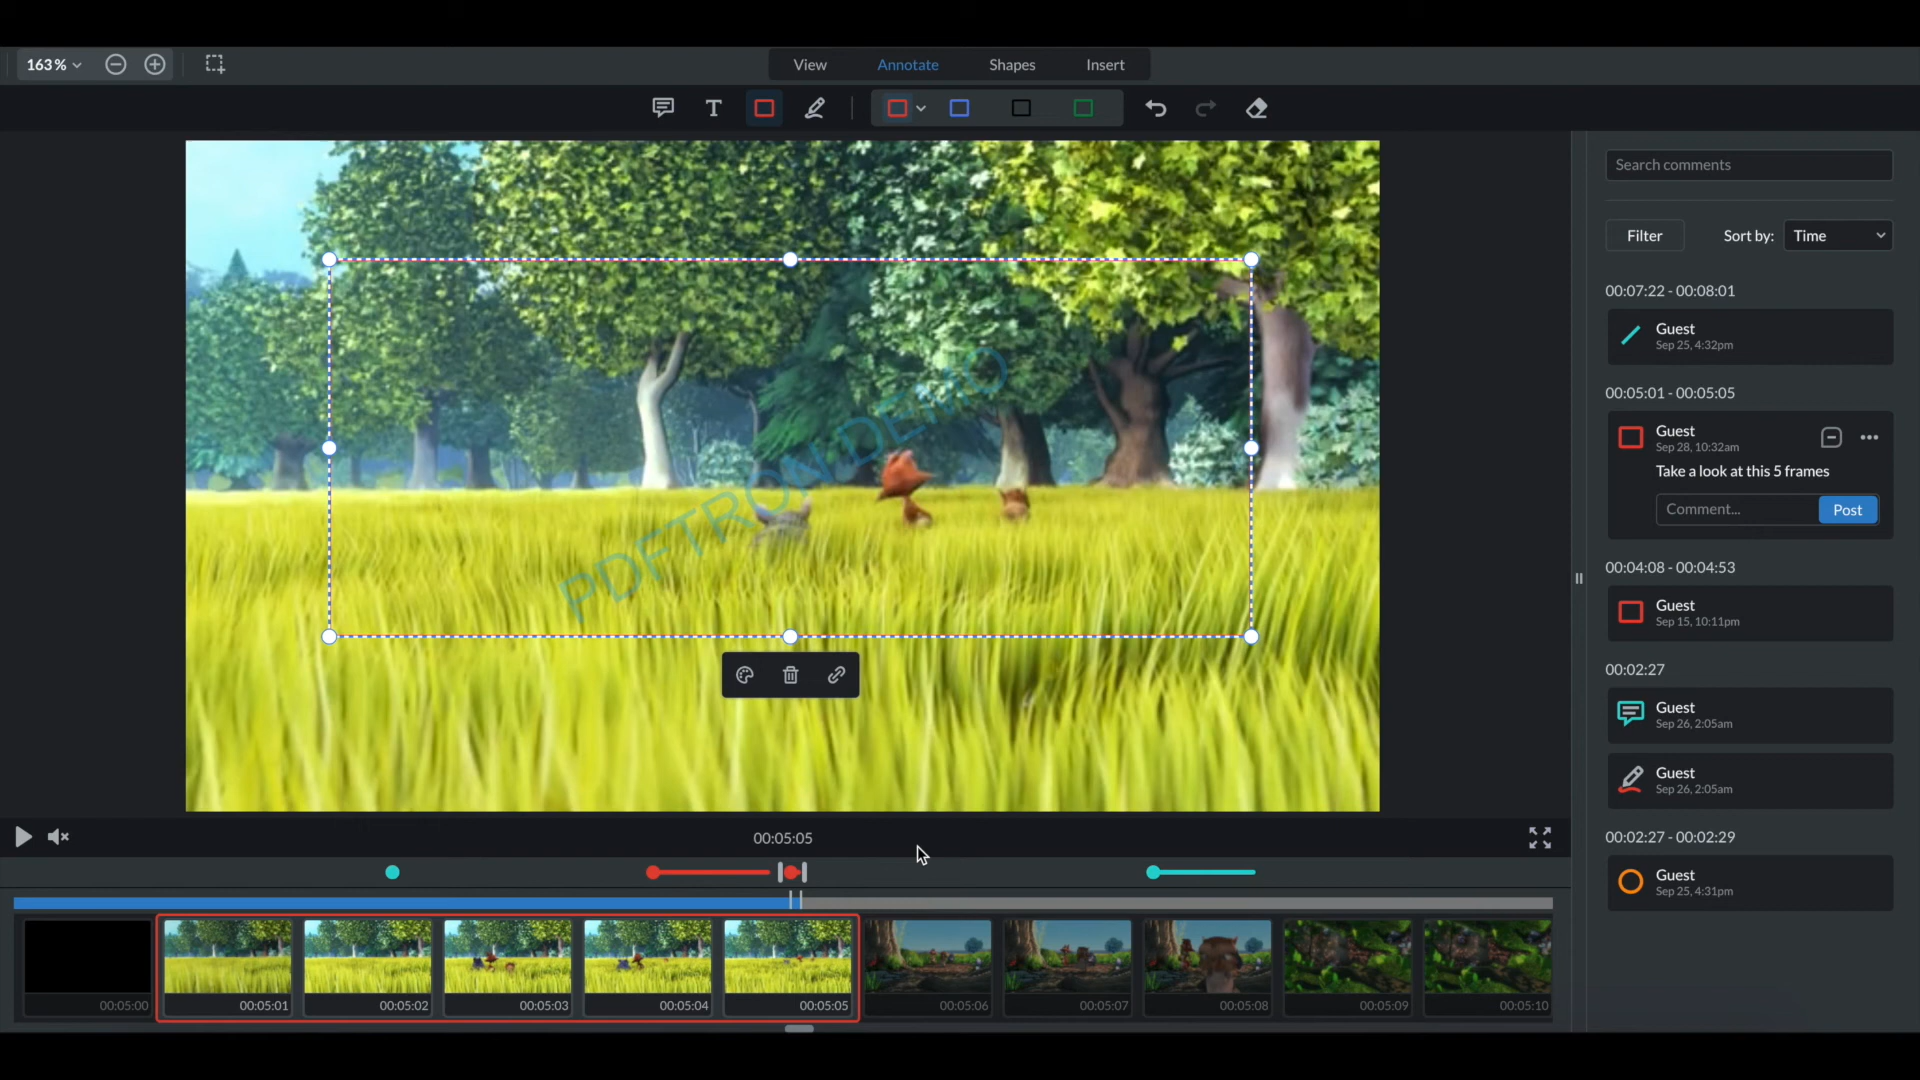 163%
View
Annotate
Shapes
Insert
T
Search comments
Filter
Sort by:
Time
00:07:22 - 00:08:01
Guest
Sep 25, 4:32pm
00:05:01 - 00:05:05
Guest
Sep 28, 10:32am
Take a look at this 5 frames
Comment...
Post
00:04:08 - 00:04:53
Guest
Sep 15, 10:11pm
00:02:27
Guest
Sep 26, 2:05am
Guest
Sep 26, 2:05am
00:02:27 - 00:02:29
Guest
Sep 25, 4:31pm
PDFTRON DEMO
00:05:05
00:05:00
00:05:01
00:05:02
00:05:03
00:05:04
00:05:05
00:05:06
00:05:07
00:05:08
00:05:09
00:05:10